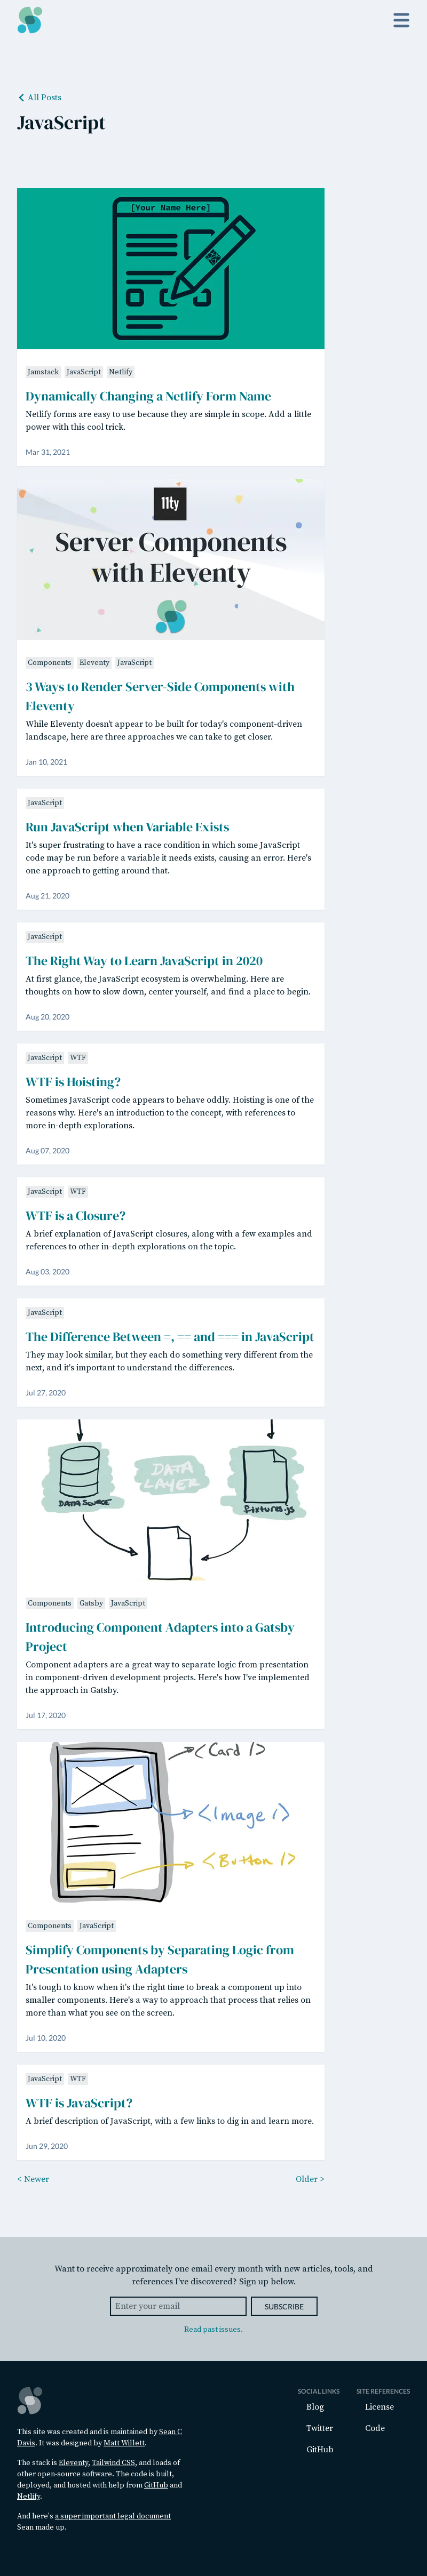 All Posts
JavaScript
[Your Name Here]
Jamstack JavaScript Netlify
Dynamically Changing a Netlify Form Name
Netlify forms are easy to use because they are simple in scope. Add a little
power with this cool trick.
Mar 31, 2021
11ty
Server Components
with Eleventy
Components Eleventy JavaScript
3 Ways to Render Server-Side Components with
Eleventy
While Eleventy doesn't appear to be built for today's component-driven
landscape, here are three approaches we can take to get closer.
Jan 10, 2021
JavaScript
Run JavaScript when Variable Exists
It's super frustrating to have a race condition in which some JavaScript
code may be run before a variable it needs exists, causing an error. Here's
one approach to getting around that.
Aug 21, 2020
JavaScript
The Right Way to Learn JavaScript in 2020
At first glance, the JavaScript ecosystem is overwhelming. Here are
thoughts on how to slow down, center yourself, and find a place to begin.
Aug 20, 2020
JavaScript WTF
WTF is Hoisting?
Sometimes JavaScript code appears to behave oddly. Hoisting is one of the
reasons why. Here's an introduction to the concept, with references to
more in-depth explorations.
Aug 07, 2020
JavaScript WTF
WTF is a Closure?
A brief explanation of JavaScript closures, along with a few examples and
references to other in-depth explorations on the topic.
Aug 03, 2020
JavaScript
The Difference Between =, == and === in JavaScript
They may look similar, but they each do something very different from the
next, and it's important to understand the differences.
Jul 27, 2020
DATA SOURCE
DATA
LAYER
fixtures.js
Components Gatsby JavaScript
Introducing Component Adapters into a Gatsby
Project
Component adapters are a great way to separate logic from presentation
in component-driven development projects. Here's how I've implemented
the approach in Gatsby.
Jul 17, 2020
<Card />
<Image />
<Button />
Components JavaScript
Simplify Components by Separating Logic from
Presentation using Adapters
It's tough to know when it's the right time to break a component up into
smaller components. Here's a way to approach that process that relies on
more than what you see on the screen.
Jul 10, 2020
JavaScript WTF
WTF is JavaScript?
A brief description of JavaScript, with a few links to dig in and learn more.
Jun 29, 2020
< Newer
Older >
Want to receive approximately one email every month with new articles, tools, and
references I've discovered? Sign up below.
Enter your email
SUBSCRIBE
Read past issues.
This site was created and is maintained by Sean C
Davis. It was designed by Matt Willett.
The stack is Eleventy, Tailwind CSS, and loads of
other open-source software. The code is built,
deployed, and hosted with help from GitHub and
Netlify.
And here's a super important legal document
Sean made up.
SOCIAL LINKS
Blog
Twitter
GitHub
SITE REFERENCES
License
Code